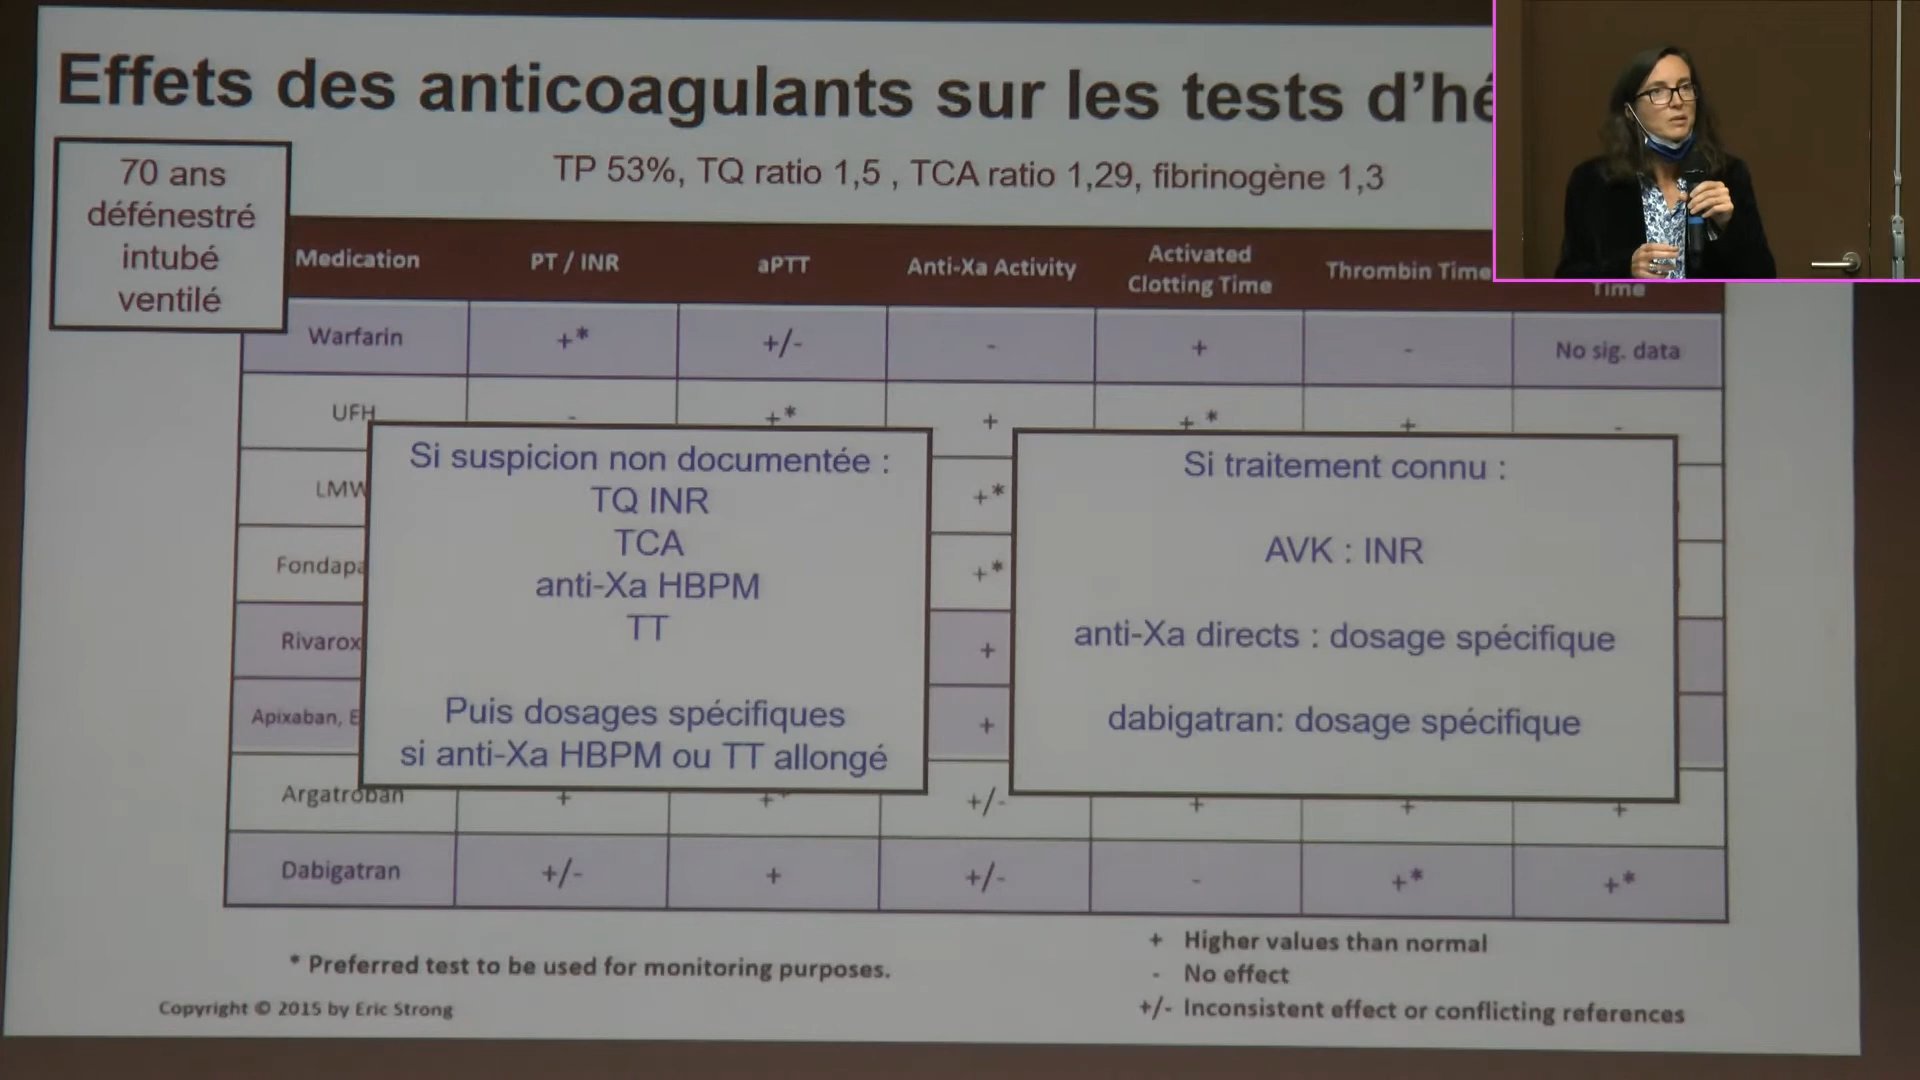 Effets des anticoagulants sur les tests d'hé
70 ans
défénestré
intubé
ventilé
TP 53%, TQ ratio 1,5 , TCA ratio 1,29, fibrinogène 1,3
Medication PT / INR aPTT Anti-Xa Activity Activated Clotting Time Thrombin Time Time
Warfarin +* +/- - + - No sig. data
UFH - +* + + * + -
LMW +*
Fondapa +*
Rivarox +
Apixaban, E +
Argatroban + +* +/- + + +
Dabigatran +/- + +/- - +* +*
Si suspicion non documentée :
TQ INR
TCA
anti-Xa HBPM
TT
Puis dosages spécifiques
si anti-Xa HBPM ou TT allongé
Si traitement connu :
AVK : INR
anti-Xa directs : dosage spécifique
dabigatran: dosage spécifique
* Preferred test to be used for monitoring purposes.
+ Higher values than normal
- No effect
+/- Inconsistent effect or conflicting references
Copyright © 2015 by Eric Strong